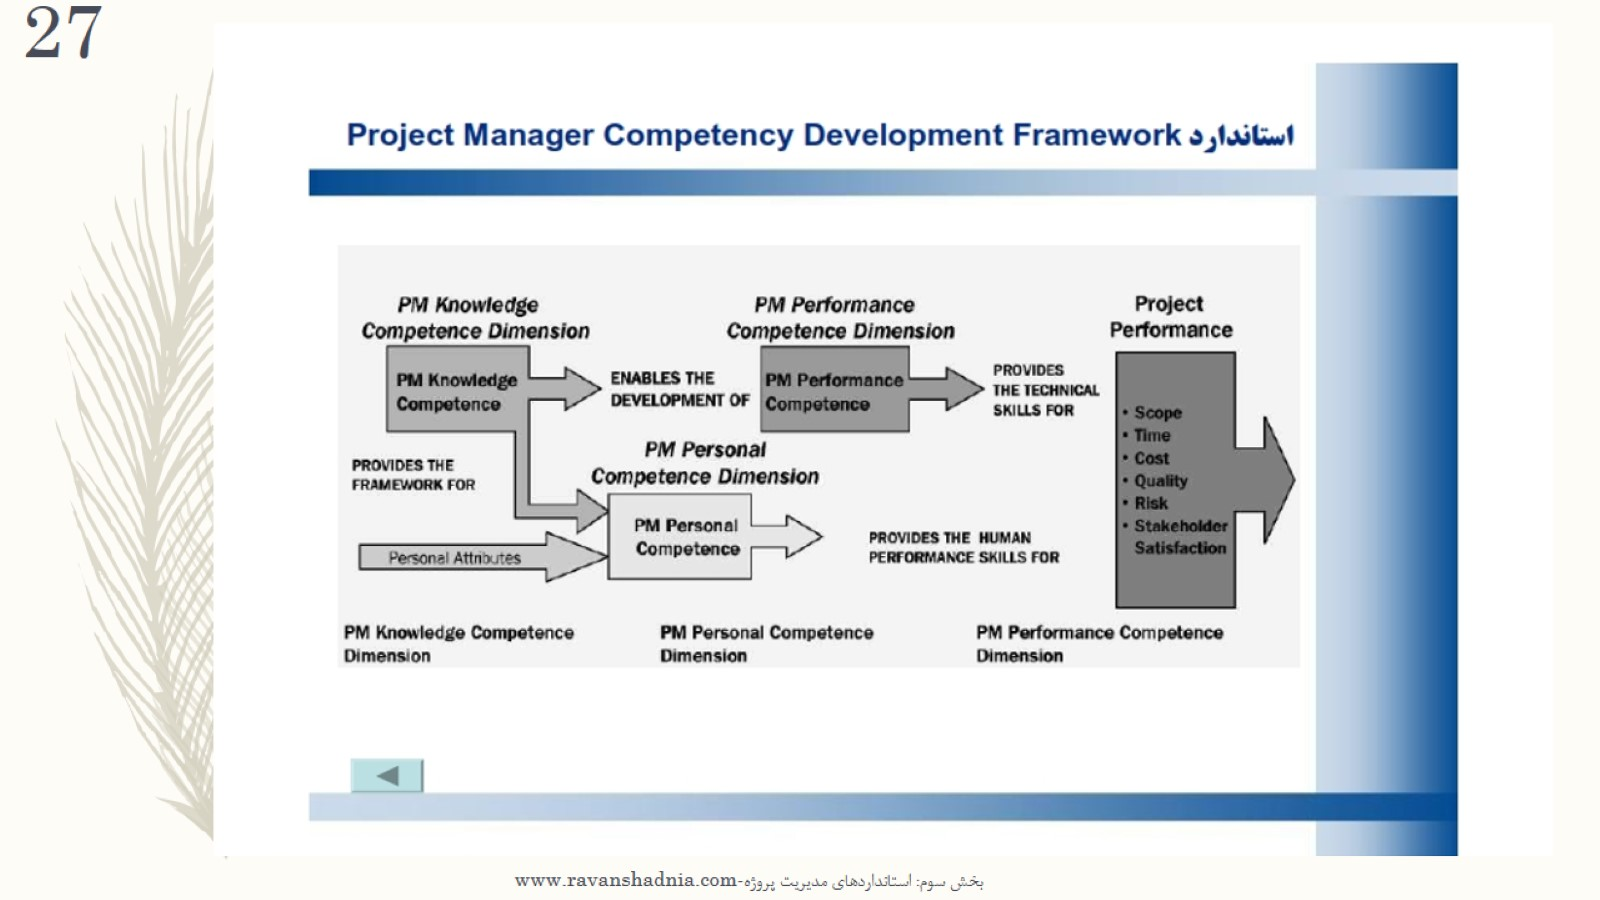 27
Project Manager Competency Development Framework استاندارد
PM Knowledge
Competence Dimension
PM Knowledge
Competence
ENABLES THE
DEVELOPMENT OF
PM Performance
Competence Dimension
PM Performance
Competence
PROVIDES
THE TECHNICAL
SKILLS FOR
Project
Performance
• Scope
• Time
• Cost
• Quality
• Risk
• Stakeholder
Satisfaction
PROVIDES THE
FRAMEWORK FOR
PM Personal
Competence Dimension
PM Personal
Competence
Personal Attributes
PROVIDES THE HUMAN
PERFORMANCE SKILLS FOR
PM Knowledge Competence
Dimension
PM Personal Competence
Dimension
PM Performance Competence
Dimension
بخش سوم: استانداردهای مدیریت پروژه-www.ravanshadnia.com